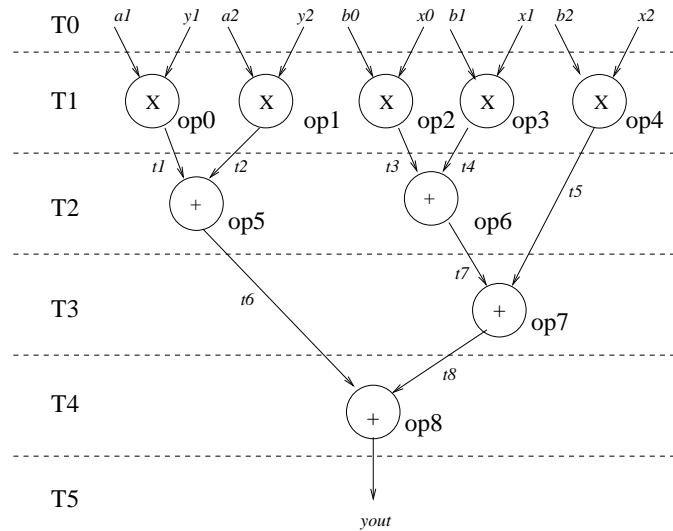 T0 a1 y1 a2 y2 b0 x0 b1 x1 b2 x2
T1 X op0 X op1 X op2 X op3 X op4
t1 t2 t3 t4 t5
T2 + op5 + op6
t6 t7
T3 + op7
t8
T4 + op8
T5
yout